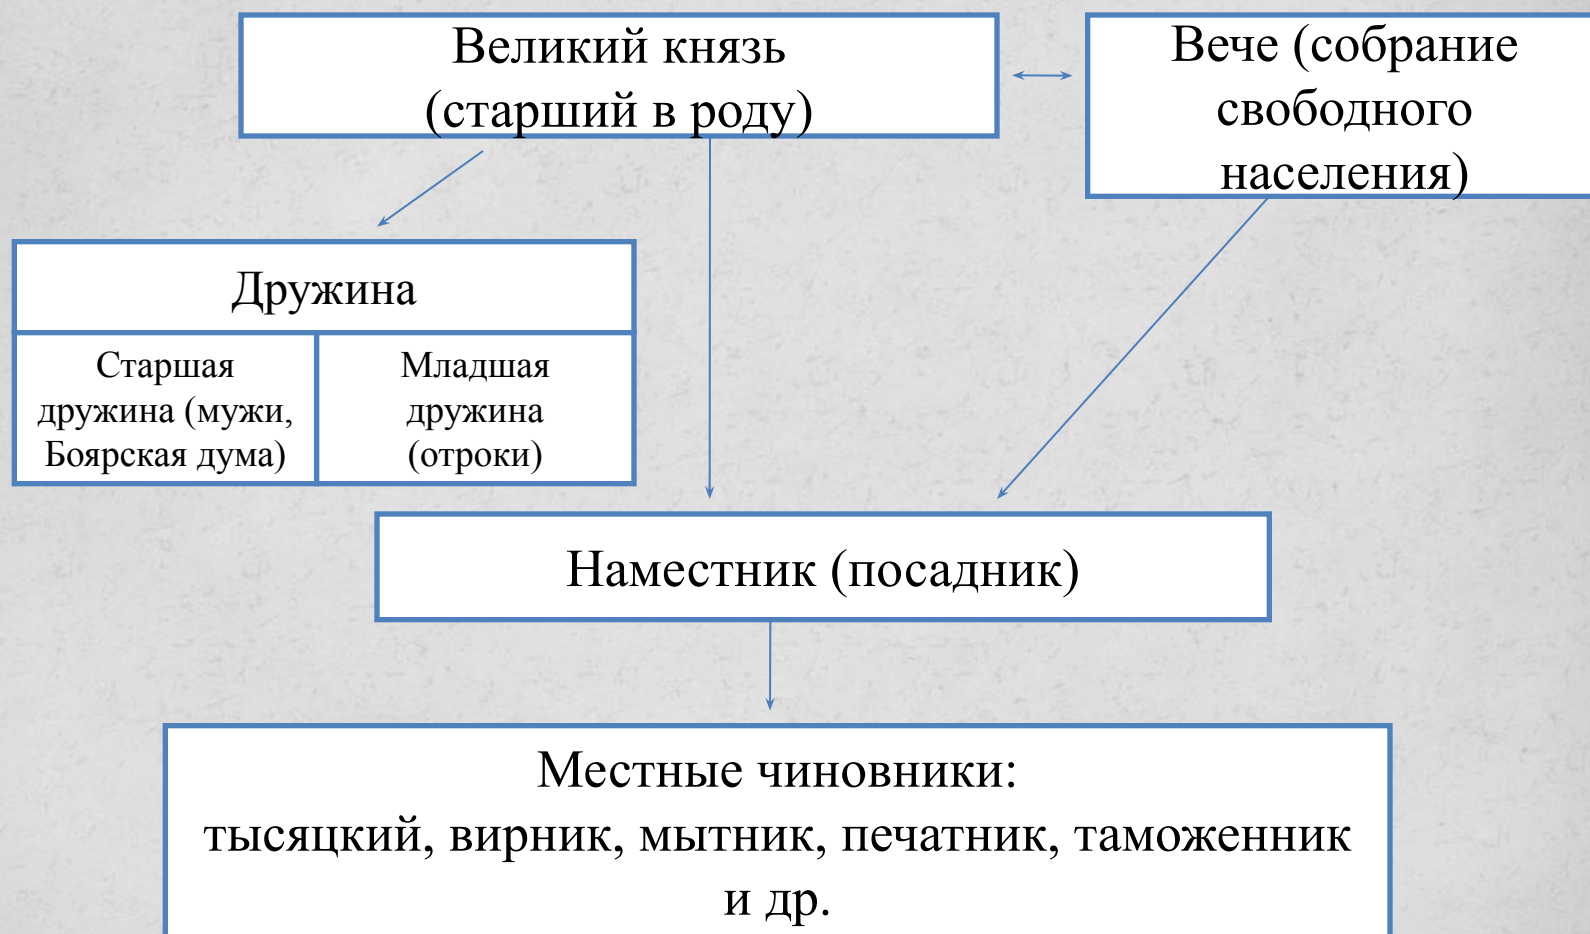 Великий князь
(старший в роду)
Вече (собрание
свободного
населения)
Дружина
Старшая
дружина (мужи,
Боярская дума)
Младшая
дружина
(отроки)
Наместник (посадник)
Местные чиновники:
тысяцкий, вирник, мытник, печатник, таможенник
и др.